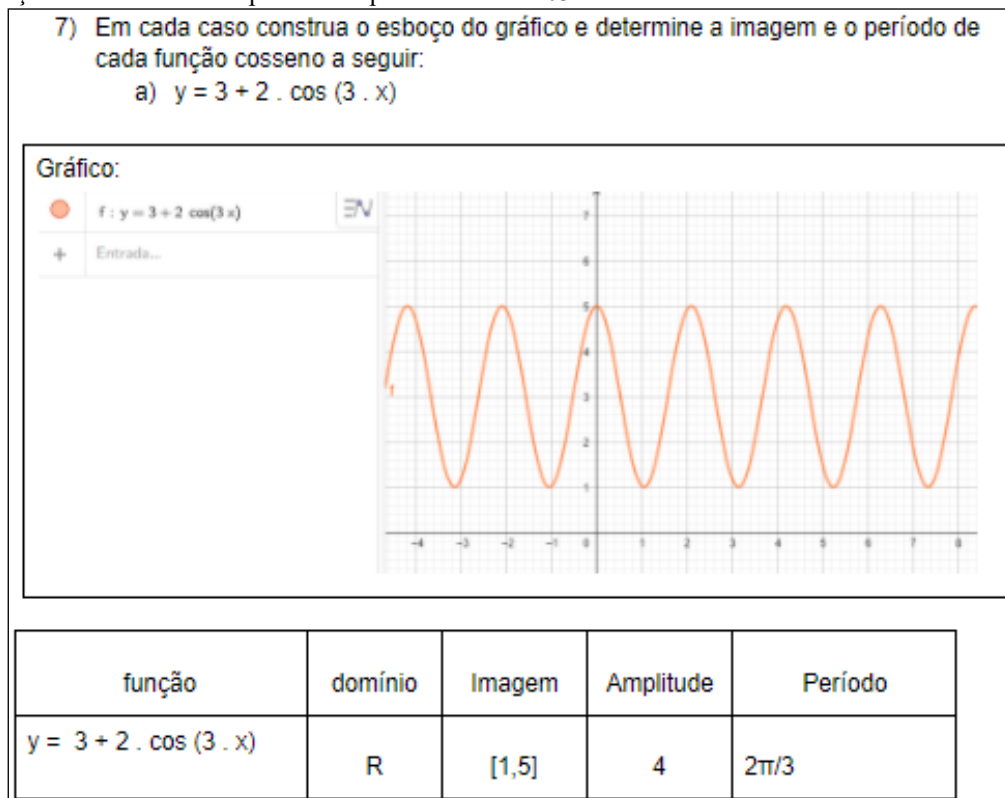 7) Em cada caso construa o esboço do gráfico e determine a imagem e o período de
cada função cosseno a seguir:
a) y = 3 + 2 . cos (3 . x)
Gráfico:
f : y = 3 + 2 cos(3 x)
+ Entrada...
7
6
5
4
3
2
1
f
-4 -3 -2 -1 0 1 2 3 4 5 6 7 8
função domínio Imagem Amplitude Período
y = 3 + 2 . cos (3 . x) R [1,5] 4 2π/3